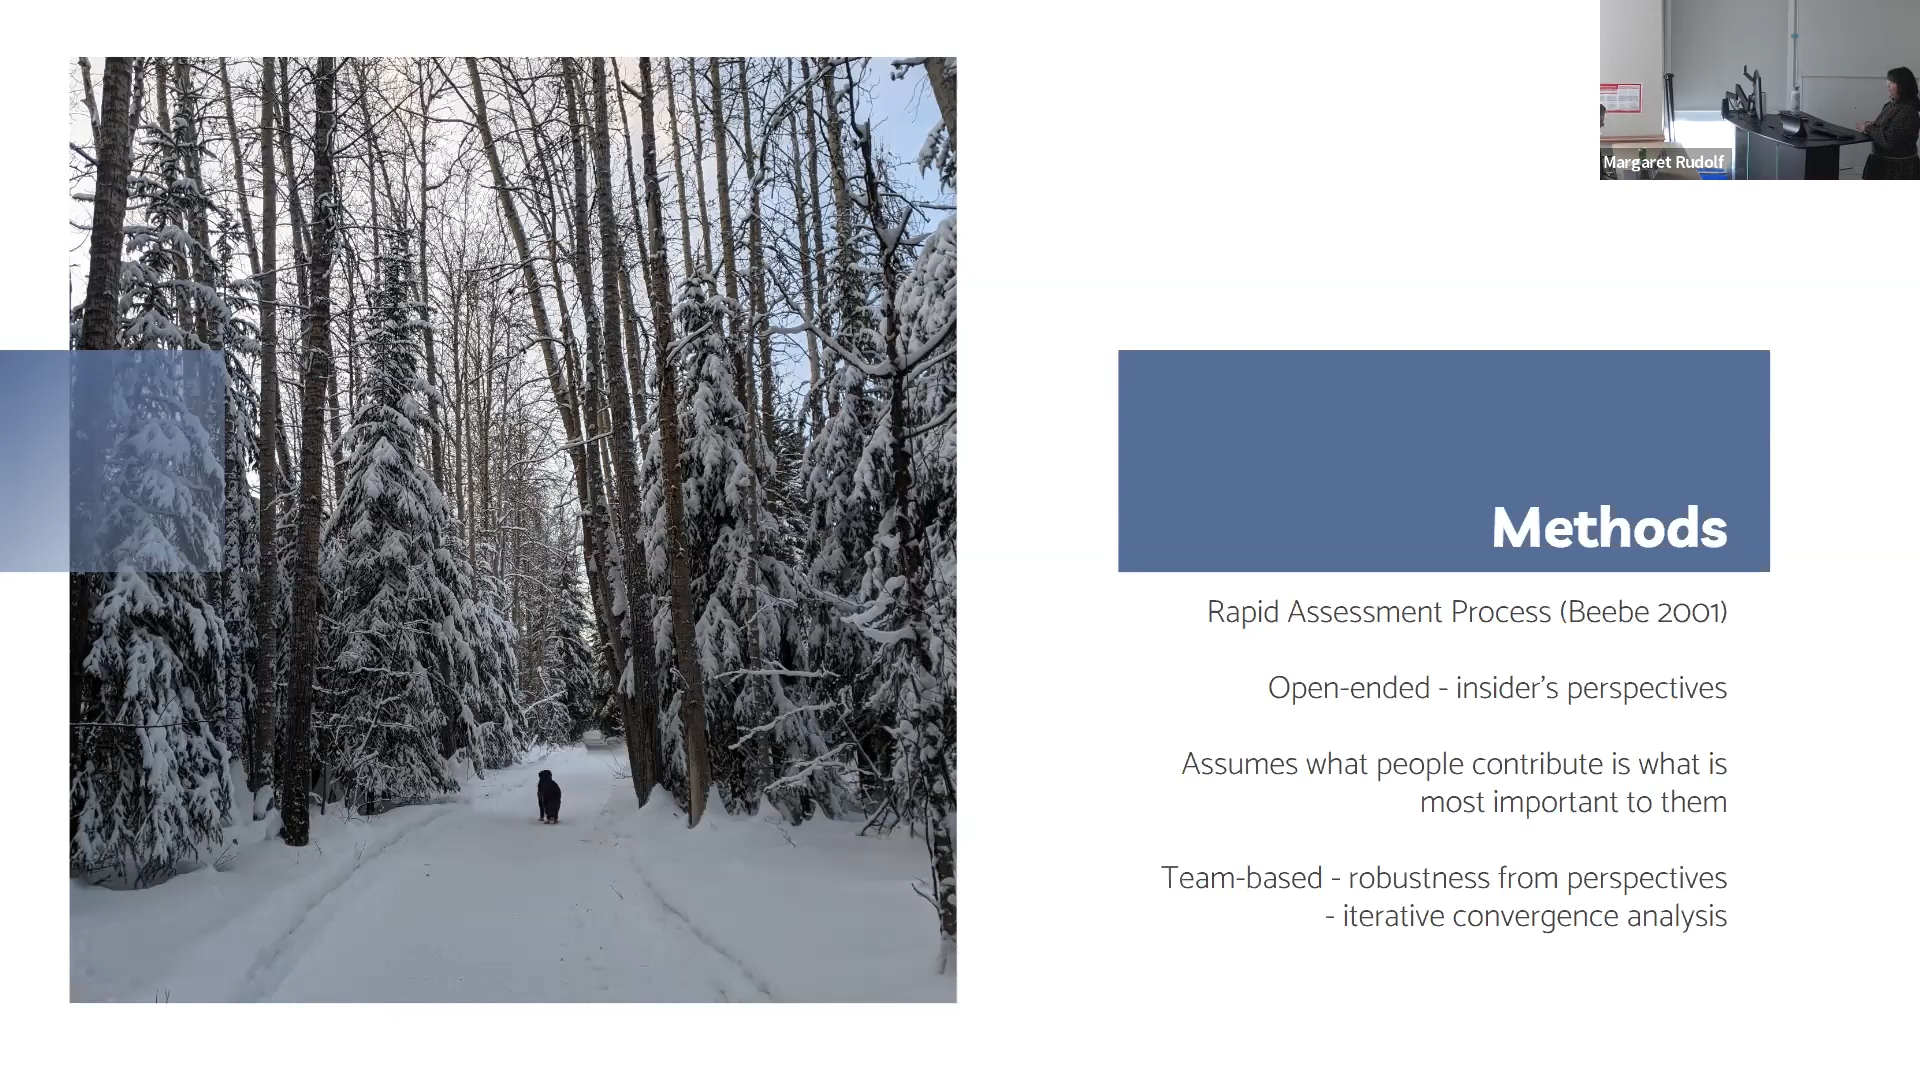 Margaret Rudolf
Methods
Rapid Assessment Process (Beebe 2001)
Open-ended - insider's perspectives
Assumes what people contribute is what is
most important to them
Team-based - robustness from perspectives
- iterative convergence analysis